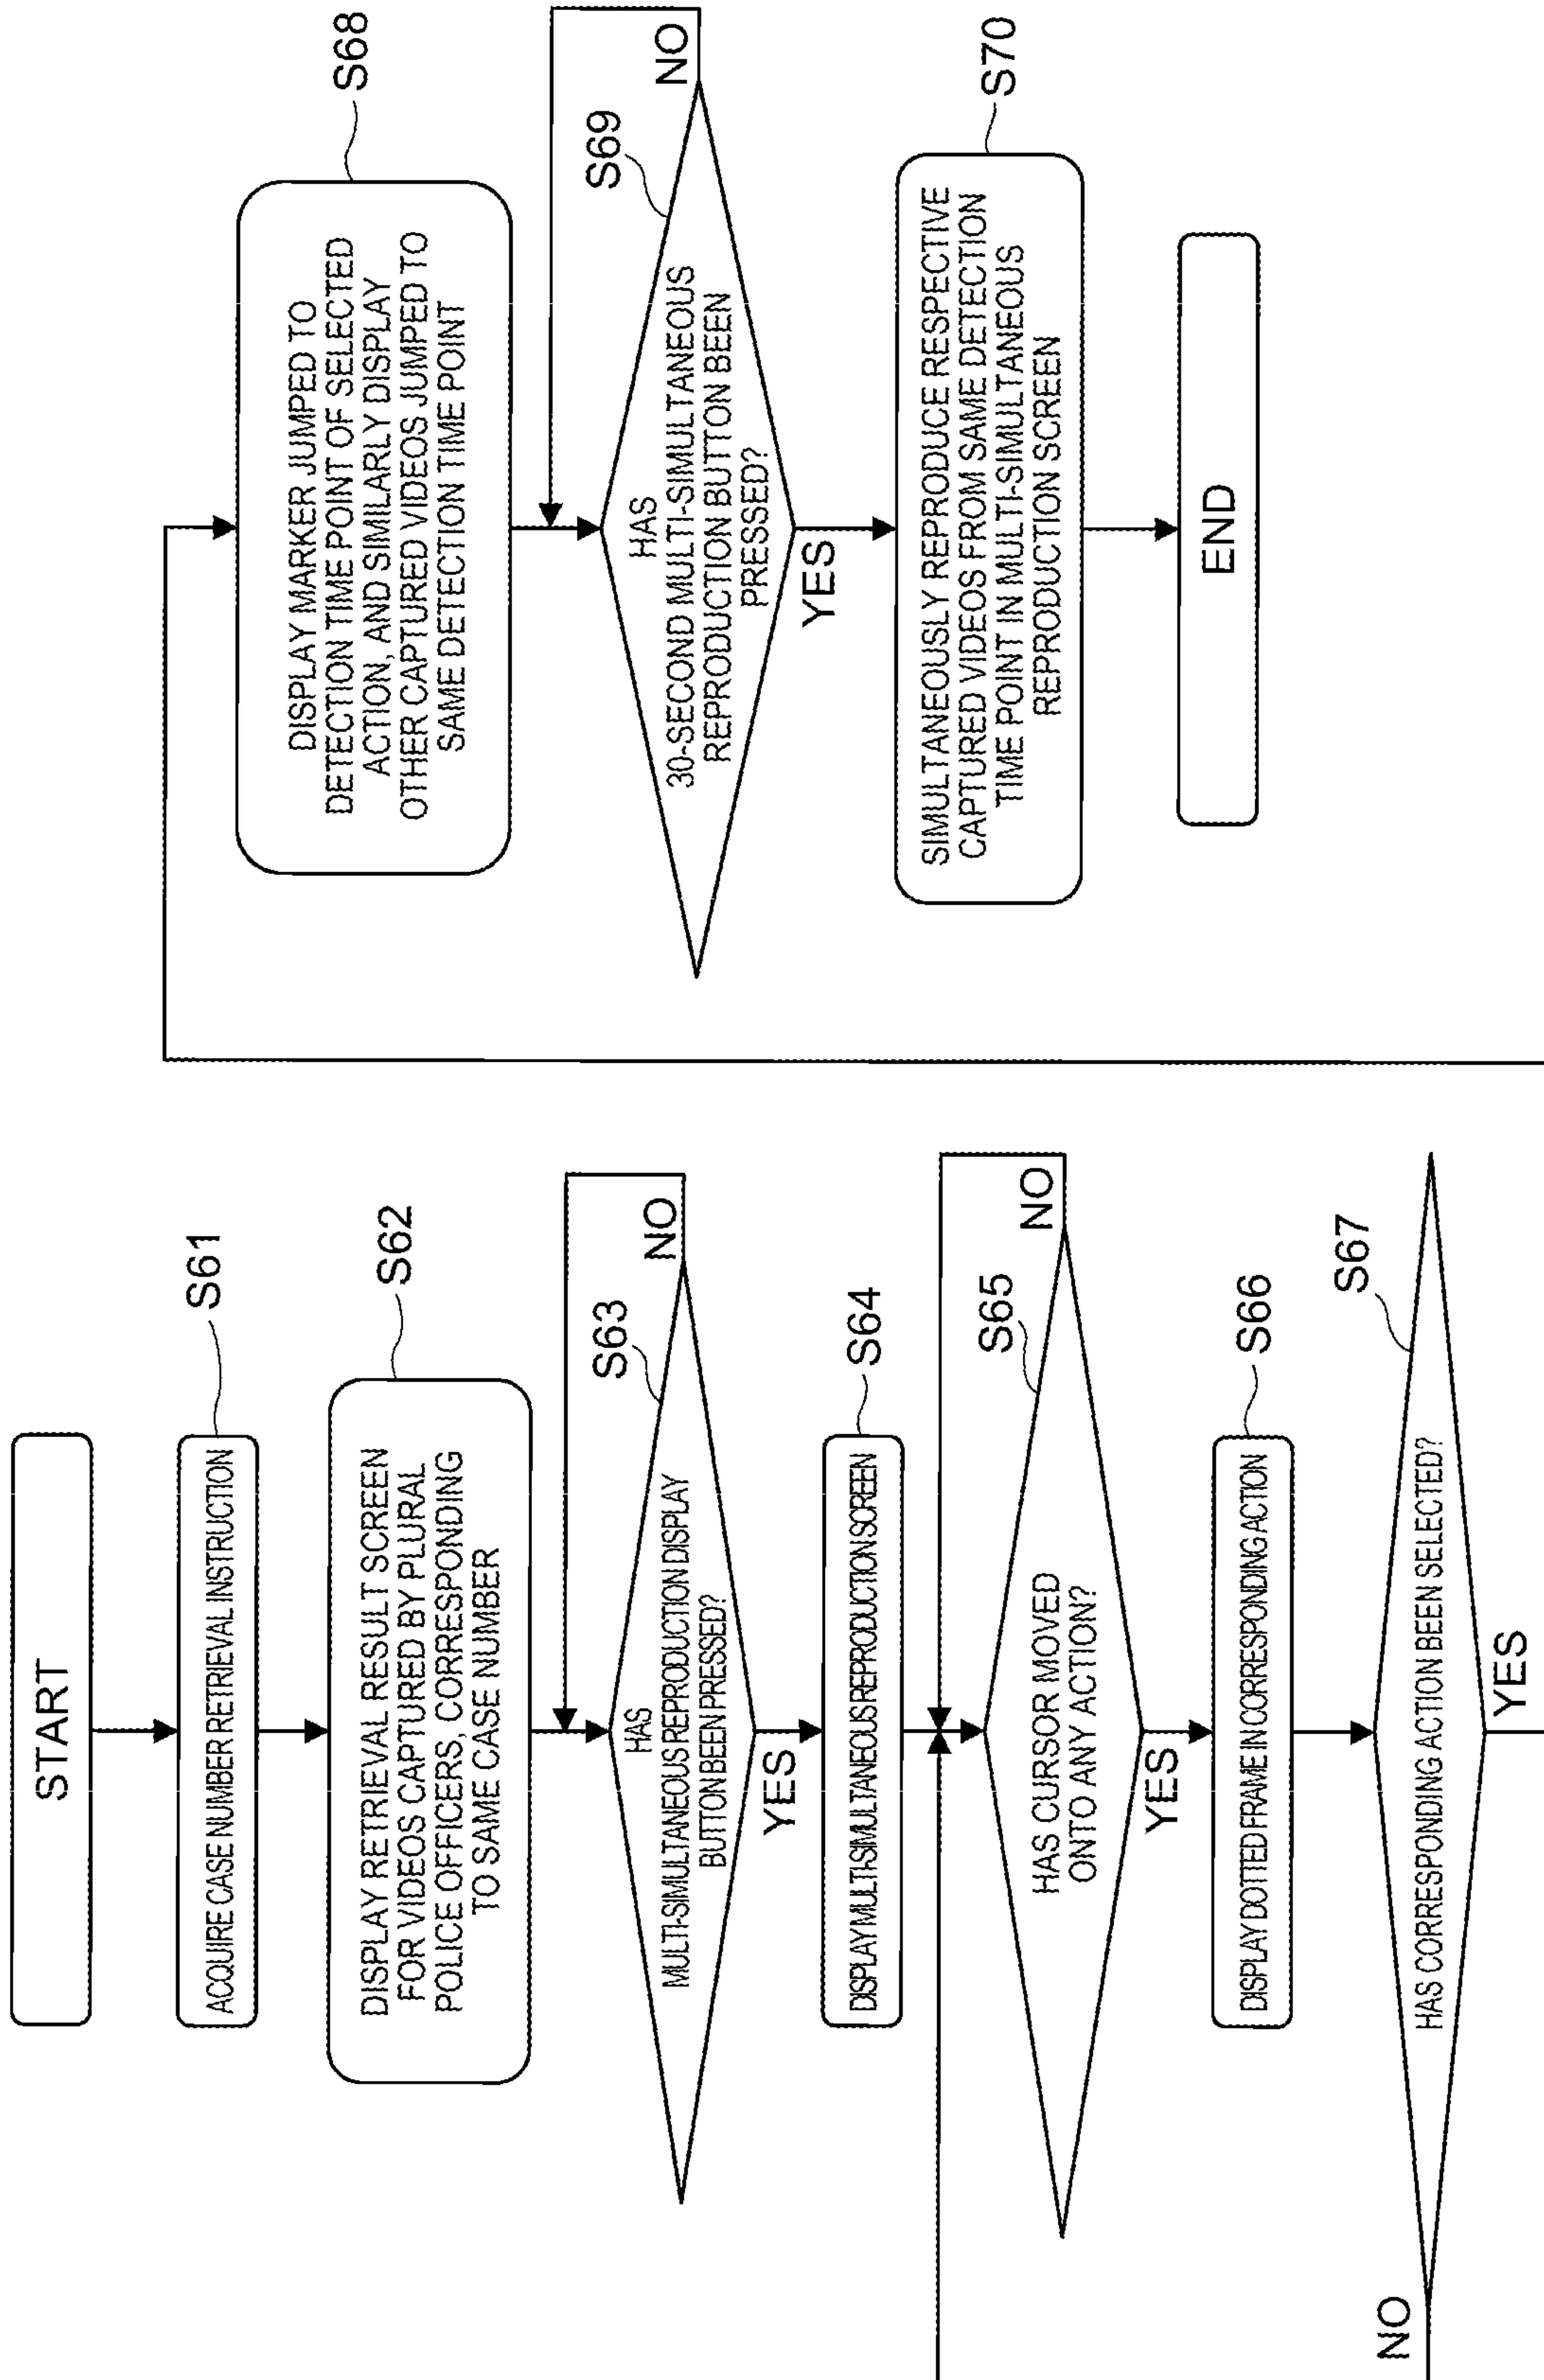 START
ACQUIRE CASE NUMBER RETRIEVAL INSTRUCTION
S61
DISPLAY RETRIEVAL RESULT SCREEN
FOR VIDEOS CAPTURED BY PLURAL
POLICE OFFICERS, CORRESPONDING
TO SAME CASE NUMBER
S62
HAS
MULTI-SIMULTANEOUS REPRODUCTION DISPLAY
BUTTON BEEN PRESSED?
S63
NO
YES
DISPLAY MULTI-SIMULTANEOUS REPRODUCTION SCREEN
S64
HAS CURSOR MOVED
ONTO ANY ACTION?
S65
NO
YES
DISPLAY DOTTED FRAME IN CORRESPONDING ACTION
S66
HAS CORRESPONDING ACTION BEEN SELECTED?
S67
NO
YES
DISPLAY MARKER JUMPED TO
DETECTION TIME POINT OF SELECTED
ACTION, AND SIMILARLY DISPLAY
OTHER CAPTURED VIDEOS JUMPED TO
SAME DETECTION TIME POINT
S68
HAS
30-SECOND MULTI-SIMULTANEOUS
REPRODUCTION BUTTON BEEN
PRESSED?
S69
NO
YES
SIMULTANEOUSLY REPRODUCE RESPECTIVE
CAPTURED VIDEOS FROM SAME DETECTION
TIME POINT IN MULTI-SIMULTANEOUS
REPRODUCTION SCREEN
S70
END